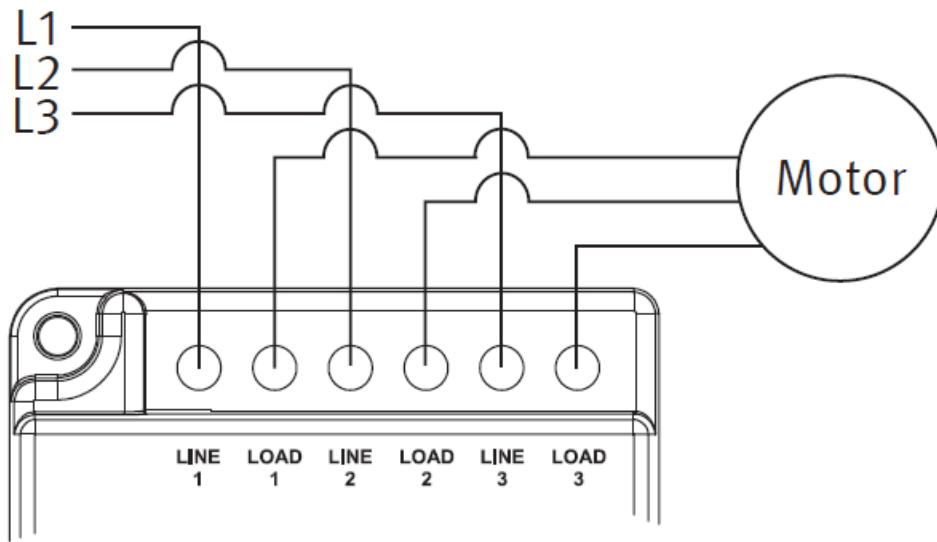 L1
L2
L3
Motor
LINE 1
LOAD 1
LINE 2
LOAD 2
LINE 3
LOAD 3